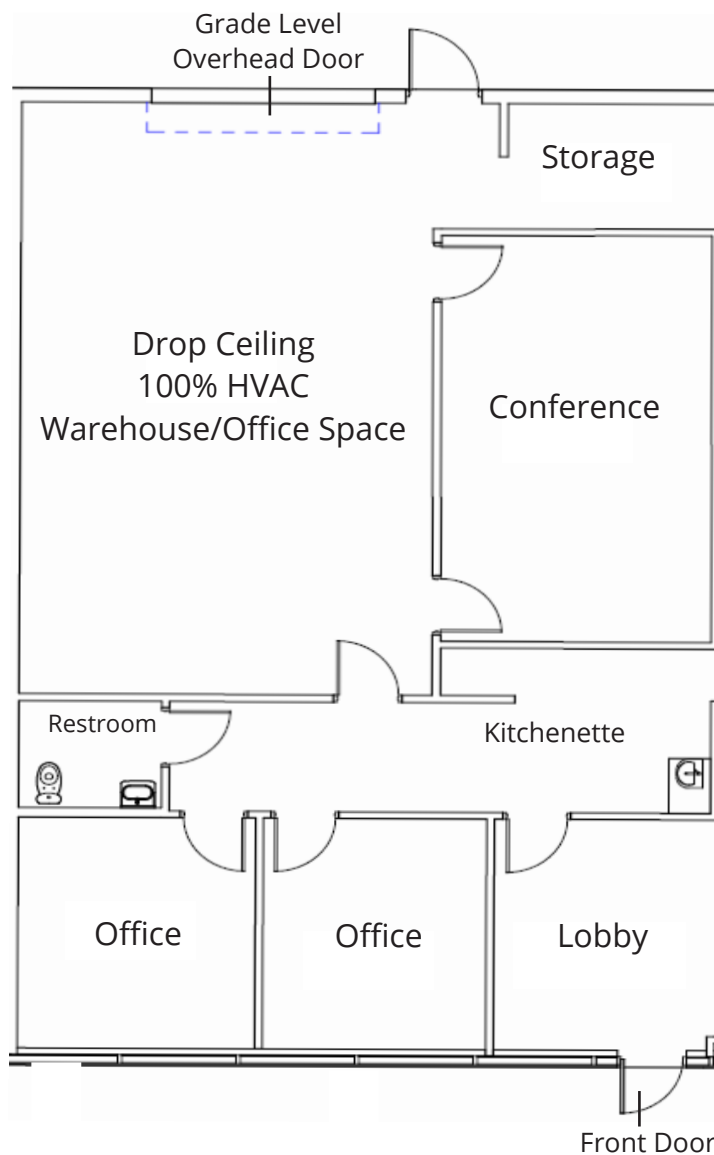 Grade Level
Overhead Door
Storage
Drop Ceiling
100% HVAC
Warehouse/Office Space
Conference
Restroom
Kitchenette
Office
Office
Lobby
Front Door